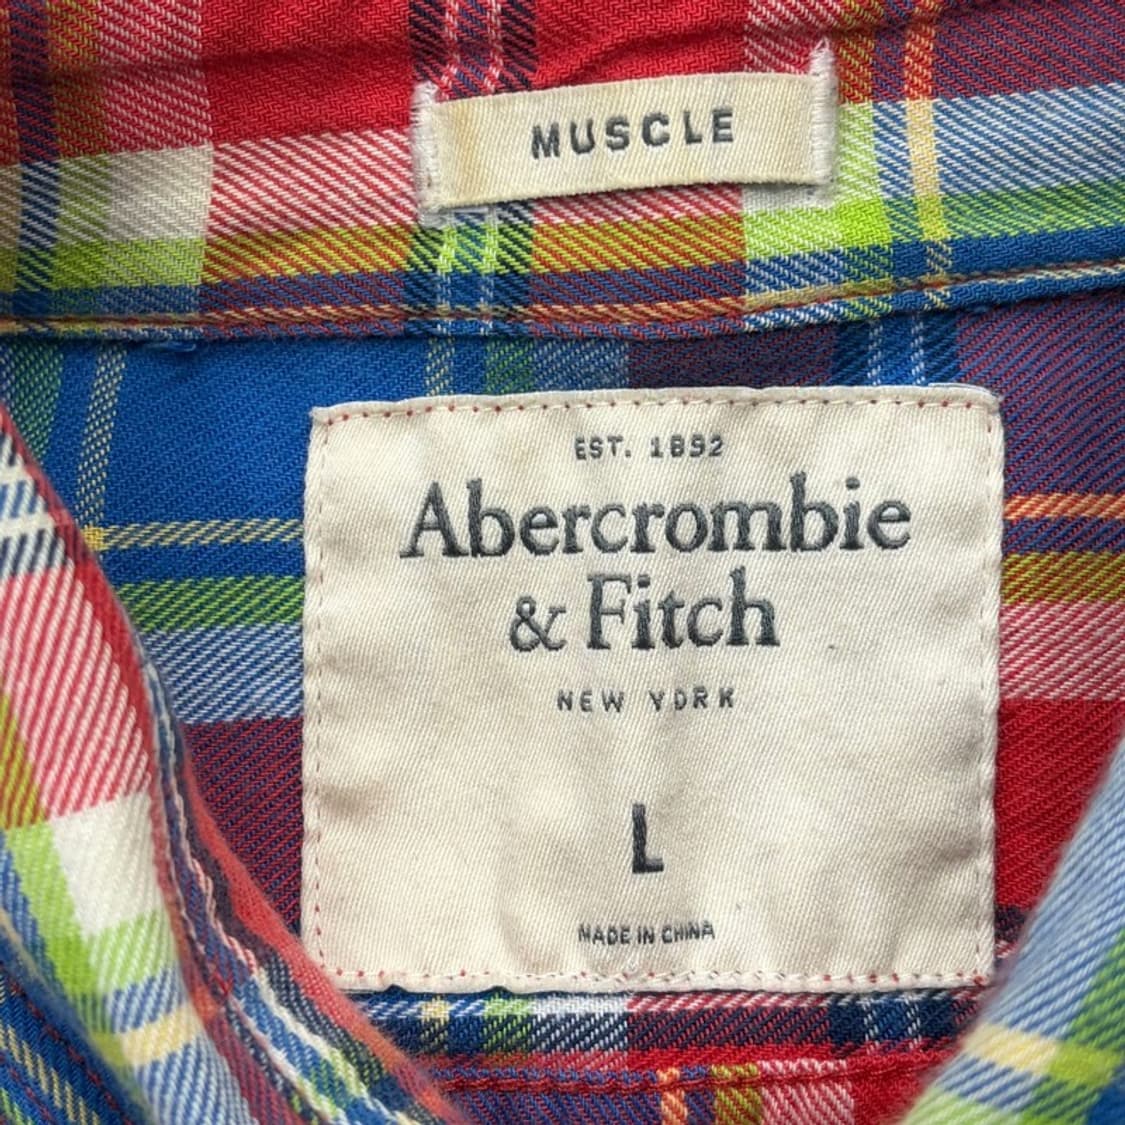 MUSCLE
EST. 1892
Abercrombie
& Fitch
NEW YORK
L
MADE IN CHINA